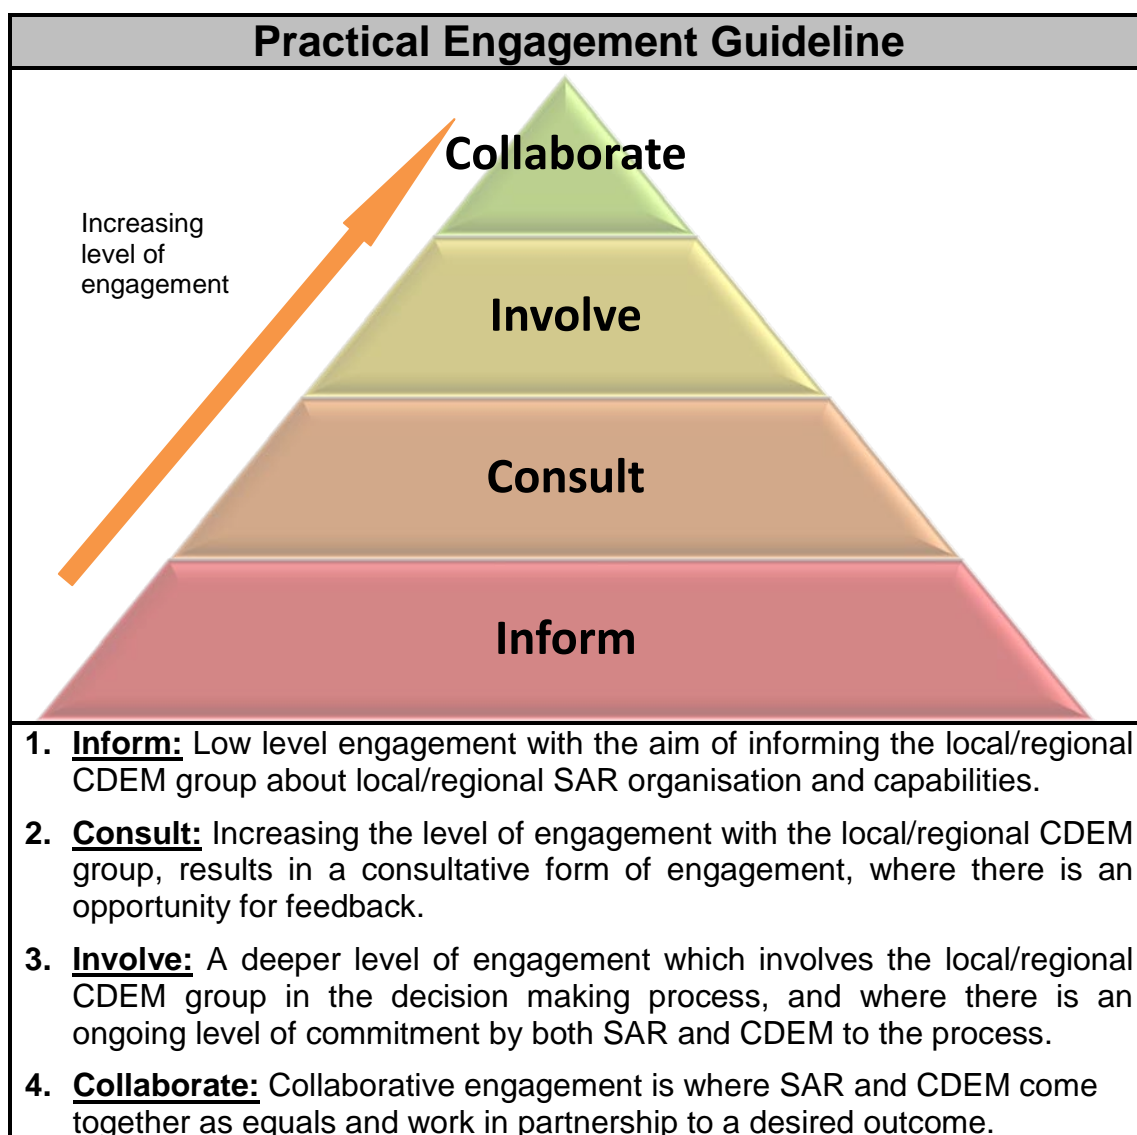 Practical Engagement Guideline
Collaborate
Increasing
level of
engagement
Involve
Consult
Inform
1. Inform: Low level engagement with the aim of informing the local/regional
CDEM group about local/regional SAR organisation and capabilities.
2. Consult: Increasing the level of engagement with the local/regional CDEM
group, results in a consultative form of engagement, where there is an
opportunity for feedback.
3. Involve: A deeper level of engagement which involves the local/regional
CDEM group in the decision making process, and where there is an
ongoing level of commitment by both SAR and CDEM to the process.
4. Collaborate: Collaborative engagement is where SAR and CDEM come
together as equals and work in partnership to a desired outcome.